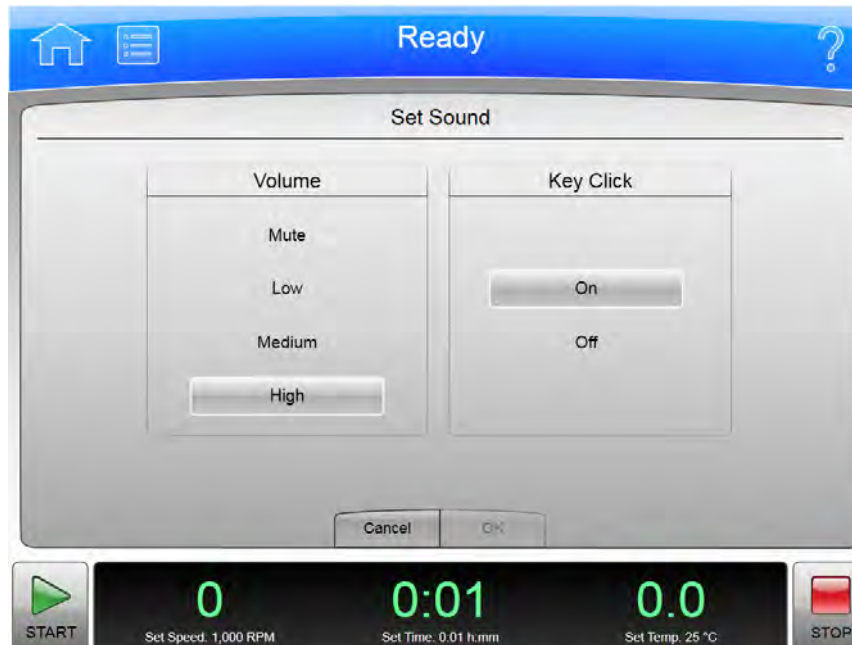 Ready
Set Sound
Volume
Key Click
Mute
Low
On
Medium
Off
High
Cancel
OK
START
0
0:01
0.0
STOP
Set Speed. 1,000 RPM
Set Time. 0:01 h:mm
Set Temp. 25 °C